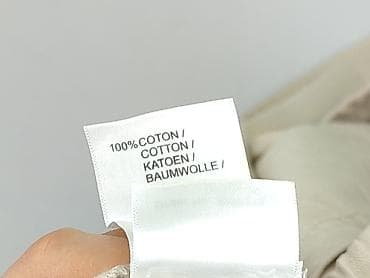 100% COTON /
COTTON /
KATOEN /
BAUMWOLLE /